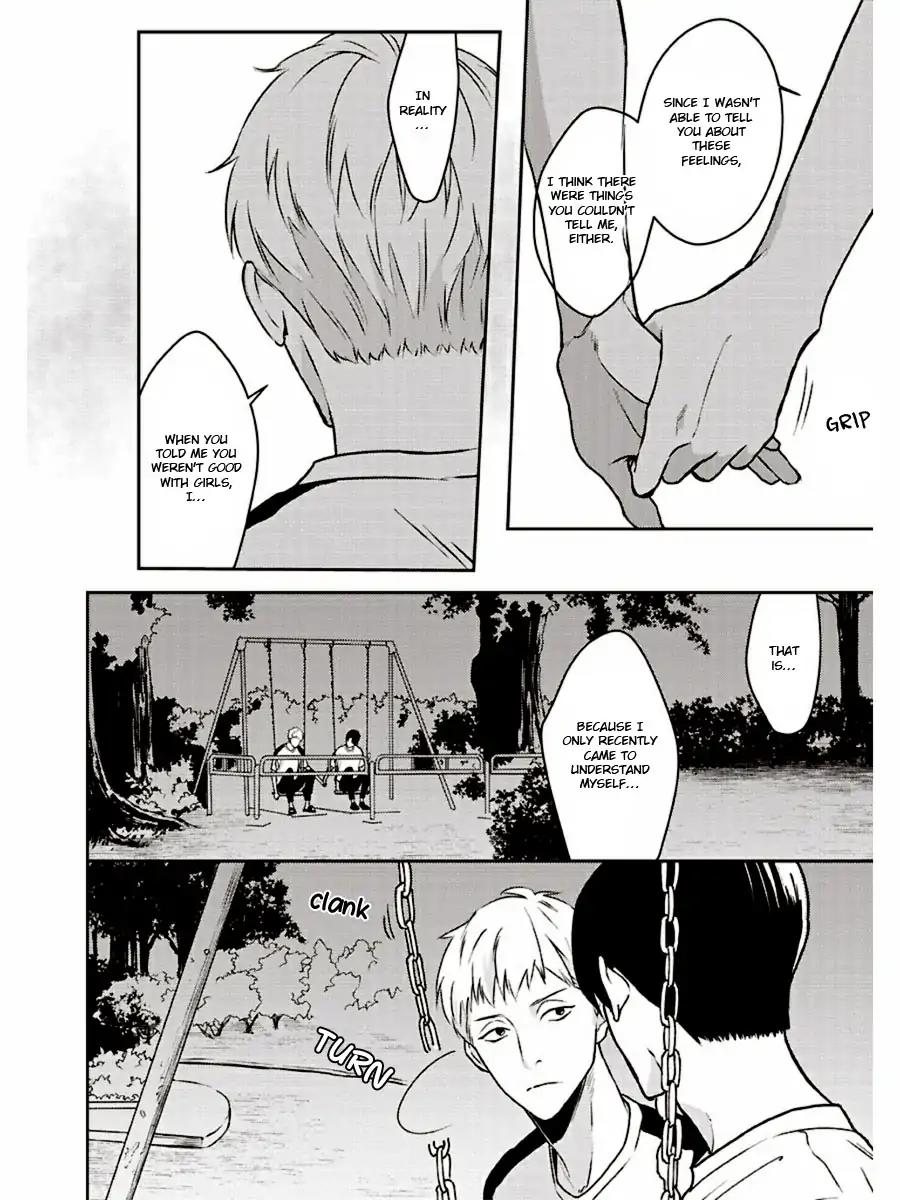 SINCE I WASN'T
ABLE TO TELL
YOU ABOUT
THESE
FEELINGS,
I THINK THERE
WERE THINGS
YOU COULDN'T
TELL ME,
EITHER.
GRIP
IN
REALITY
...
WHEN YOU
TOLD ME YOU
WEREN'T GOOD
WITH GIRLS,
I...
THAT
IS...
BECAUSE I
ONLY RECENTLY
CAME TO
UNDERSTAND
MYSELF...
clank
TURN